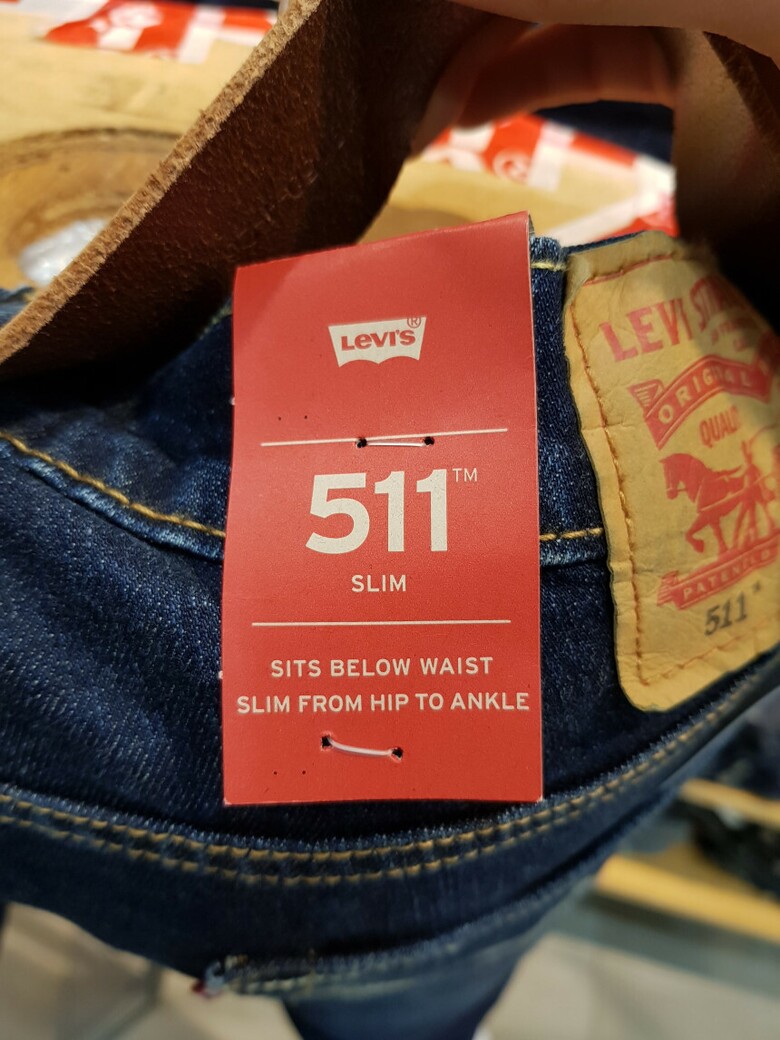 Levi's®
511™
SLIM
SITS BELOW WAIST
SLIM FROM HIP TO ANKLE
LEVI
ORIGINAL
511